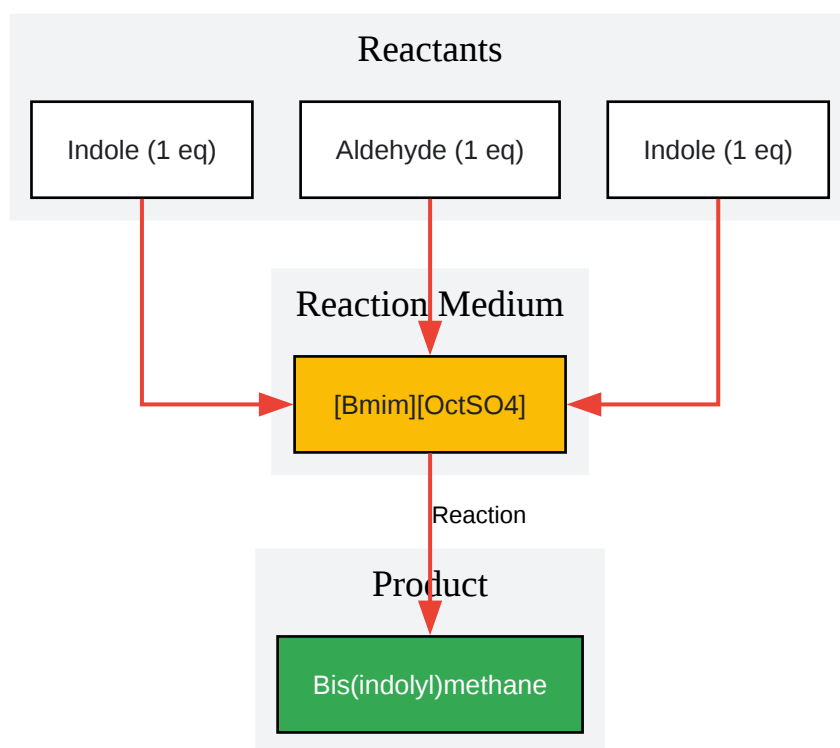 Reactants
Indole (1 eq)
Aldehyde (1 eq)
Indole (1 eq)
Reaction Medium
[Bmim][OctSO4]
Reaction
Product
Bis(indolyl)methane